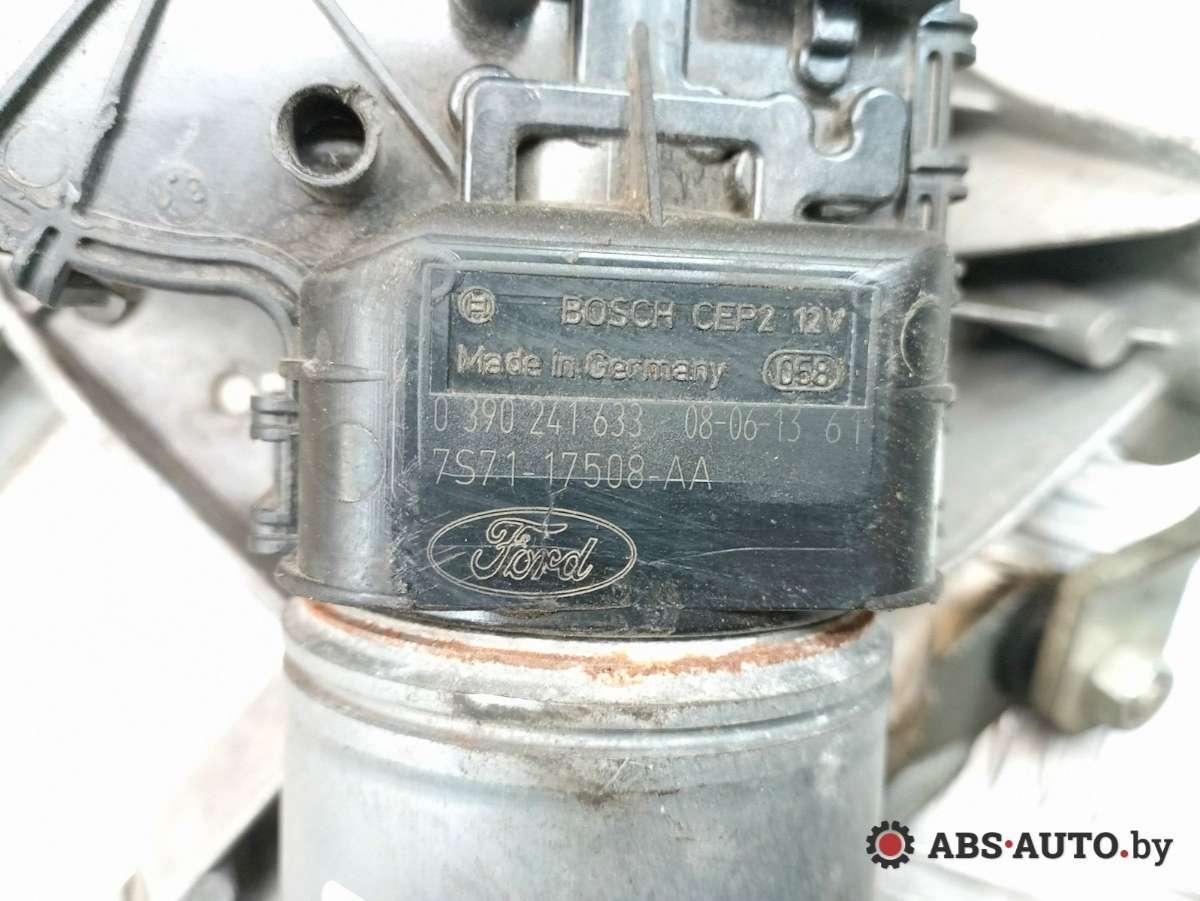 BOSCH CEP2 12V
Made in Germany 058
0 390 241 633 08-06-13 61
7S71-17508-AA
Ford
ABS-AUTO.by